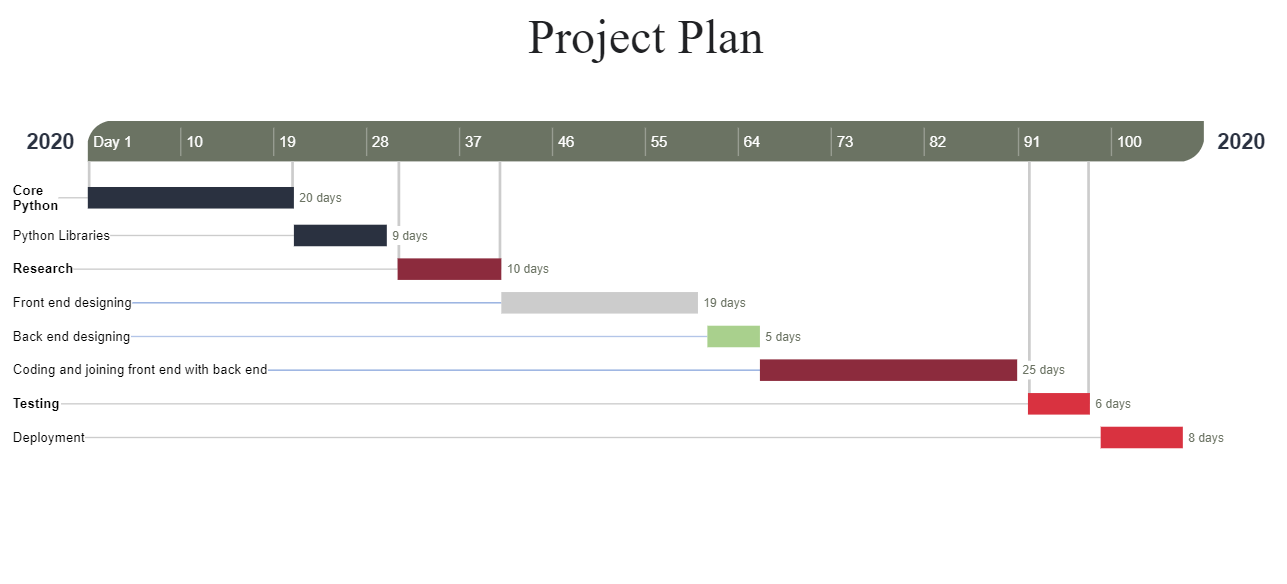 Project Plan
2020 Day 1 10 19 28 37 46 55 64 73 82 91 100 2020
Core
Python 20 days
Python Libraries 9 days
Research 10 days
Front end designing 19 days
Back end designing 5 days
Coding and joining front end with back end 25 days
Testing 6 days
Deployment 8 days